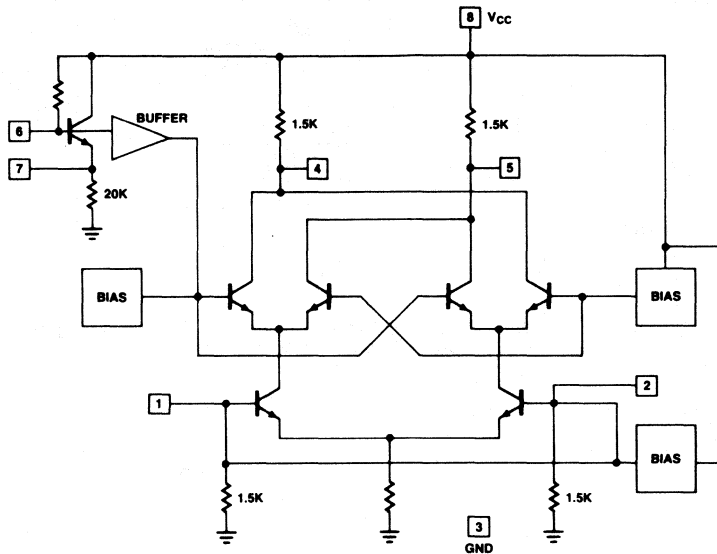 8 VCC
BUFFER
6
1.5K
1.5K
7
4
5
20K
BIAS
BIAS
1
2
BIAS
1.5K
1.5K
3
GND